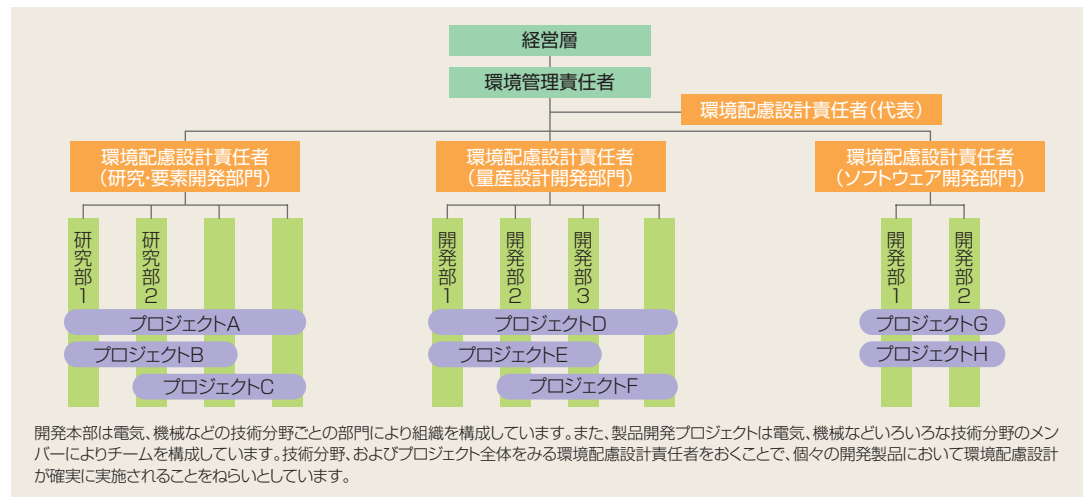 経営層
環境管理責任者
環境配慮設計責任者(代表)
環境配慮設計責任者
(研究・要素開発部門)
環境配慮設計責任者
(量産設計開発部門)
環境配慮設計責任者
(ソフトウェア開発部門)
研究部1
研究部2
開発部1
開発部2
開発部3
開発部1
開発部2
プロジェクトA
プロジェクトB
プロジェクトC
プロジェクトD
プロジェクトE
プロジェクトF
プロジェクトG
プロジェクトH
開発本部は電気、機械などの技術分野ごとの部門により組織を構成しています。また、製品開発プロジェクトは電気、機械などいろいろな技術分野のメン
バーによりチームを構成しています。技術分野、およびプロジェクト全体をみる環境配慮設計責任者をおくことで、個々の開発製品において環境配慮設計
が確実に実施されることをねらいとしています。